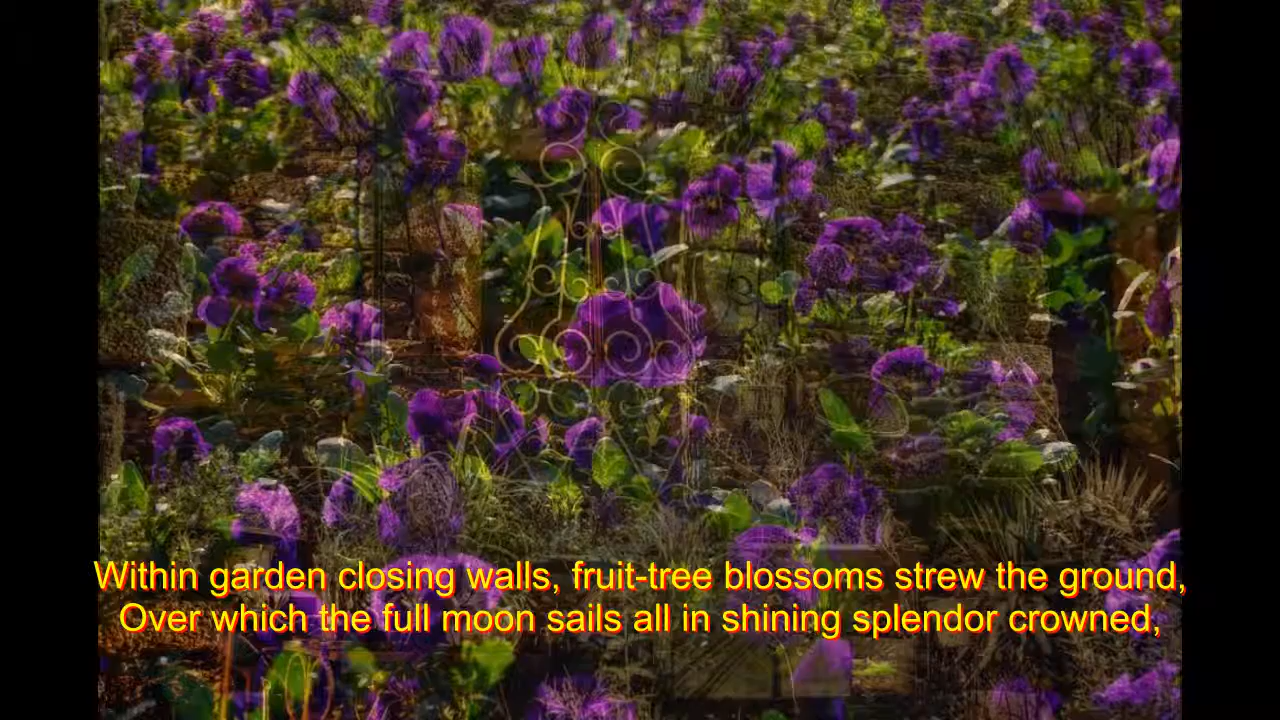 Within garden closing walls, fruit-tree blossoms strew the ground,
Over which the full moon sails all in shining splendor crowned,